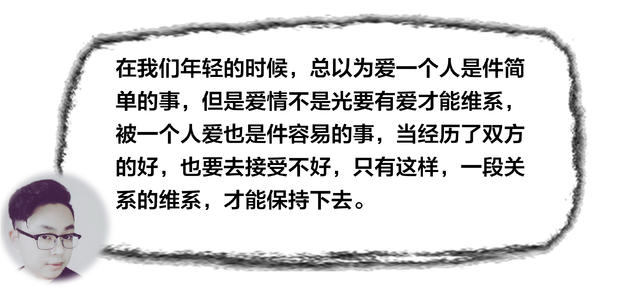 在我们年轻的时候，总以为爱一个人是件简
单的事，但是爱情不是光要有爱才能维系，
被一个人爱也是件容易的事，当经历了双方
的好，也要去接受不好，只有这样，一段关
系的维系，才能保持下去。